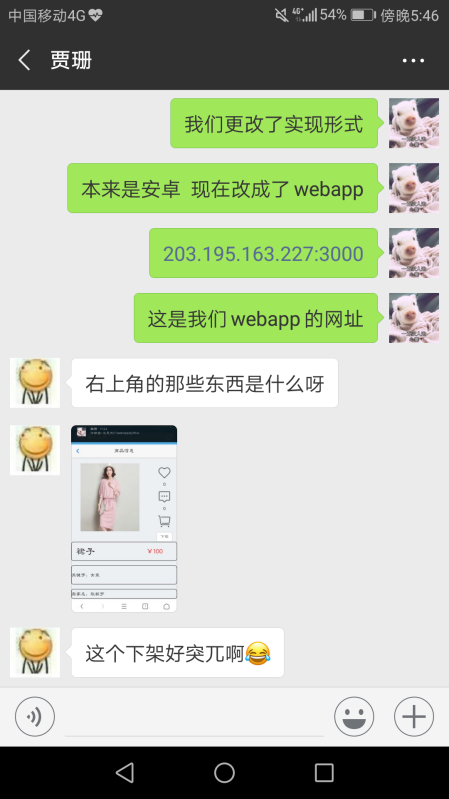 中国移动4G 4G+ 54% 傍晚5:46
贾珊
我们更改了实现形式
本来是安卓 现在改成了webapp
203.195.163.227:3000
这是我们webapp的网址
右上角的那些东西是什么呀
0
0
下架
裙子 ¥100
这个下架好突兀啊😂